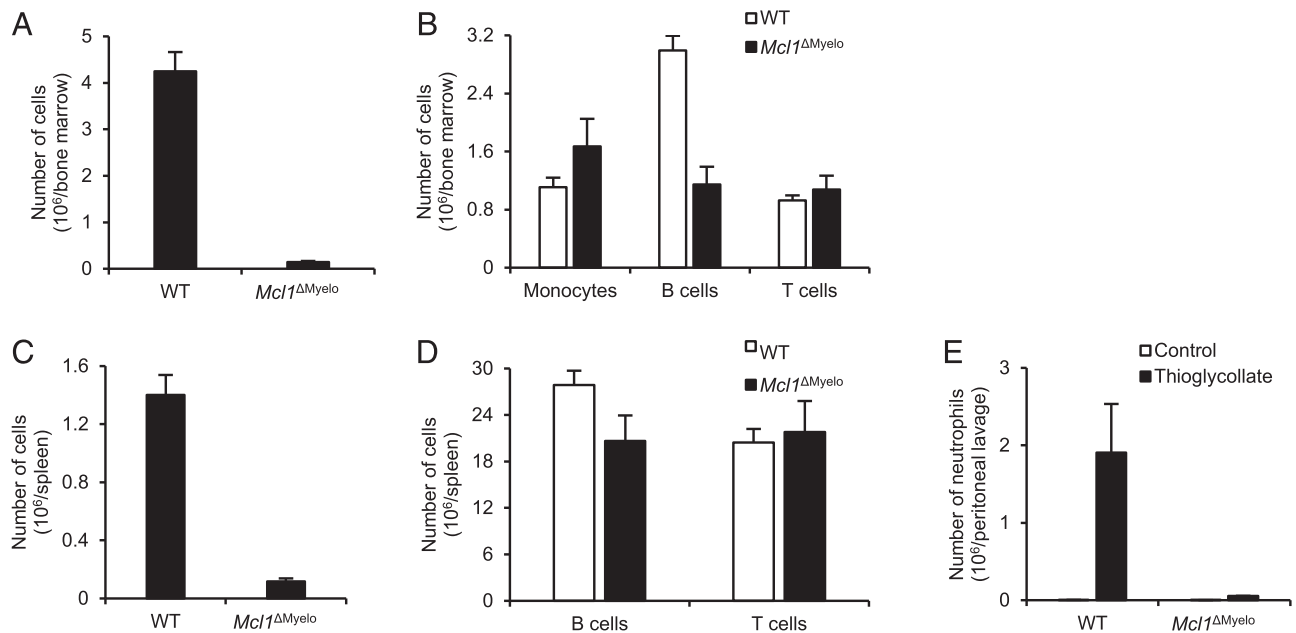 A
Number of cells
(10⁶/bone marrow)
5
4
3
2
1
0
WT
Mcl1ΔMyelo
B
WT
Mcl1ΔMyelo
Number of cells
(10⁶/bone marrow)
3.2
2.4
1.6
0.8
0
Monocytes
B cells
T cells
C
Number of cells
(10⁶/spleen)
1.6
1.2
0.8
0.4
0
WT
Mcl1ΔMyelo
D
WT
Mcl1ΔMyelo
Number of cells
(10⁶/spleen)
30
24
18
12
6
0
B cells
T cells
E
Control
Thioglycollate
Number of neutrophils
(10⁶/peritoneal lavage)
3
2
1
0
WT
Mcl1ΔMyelo